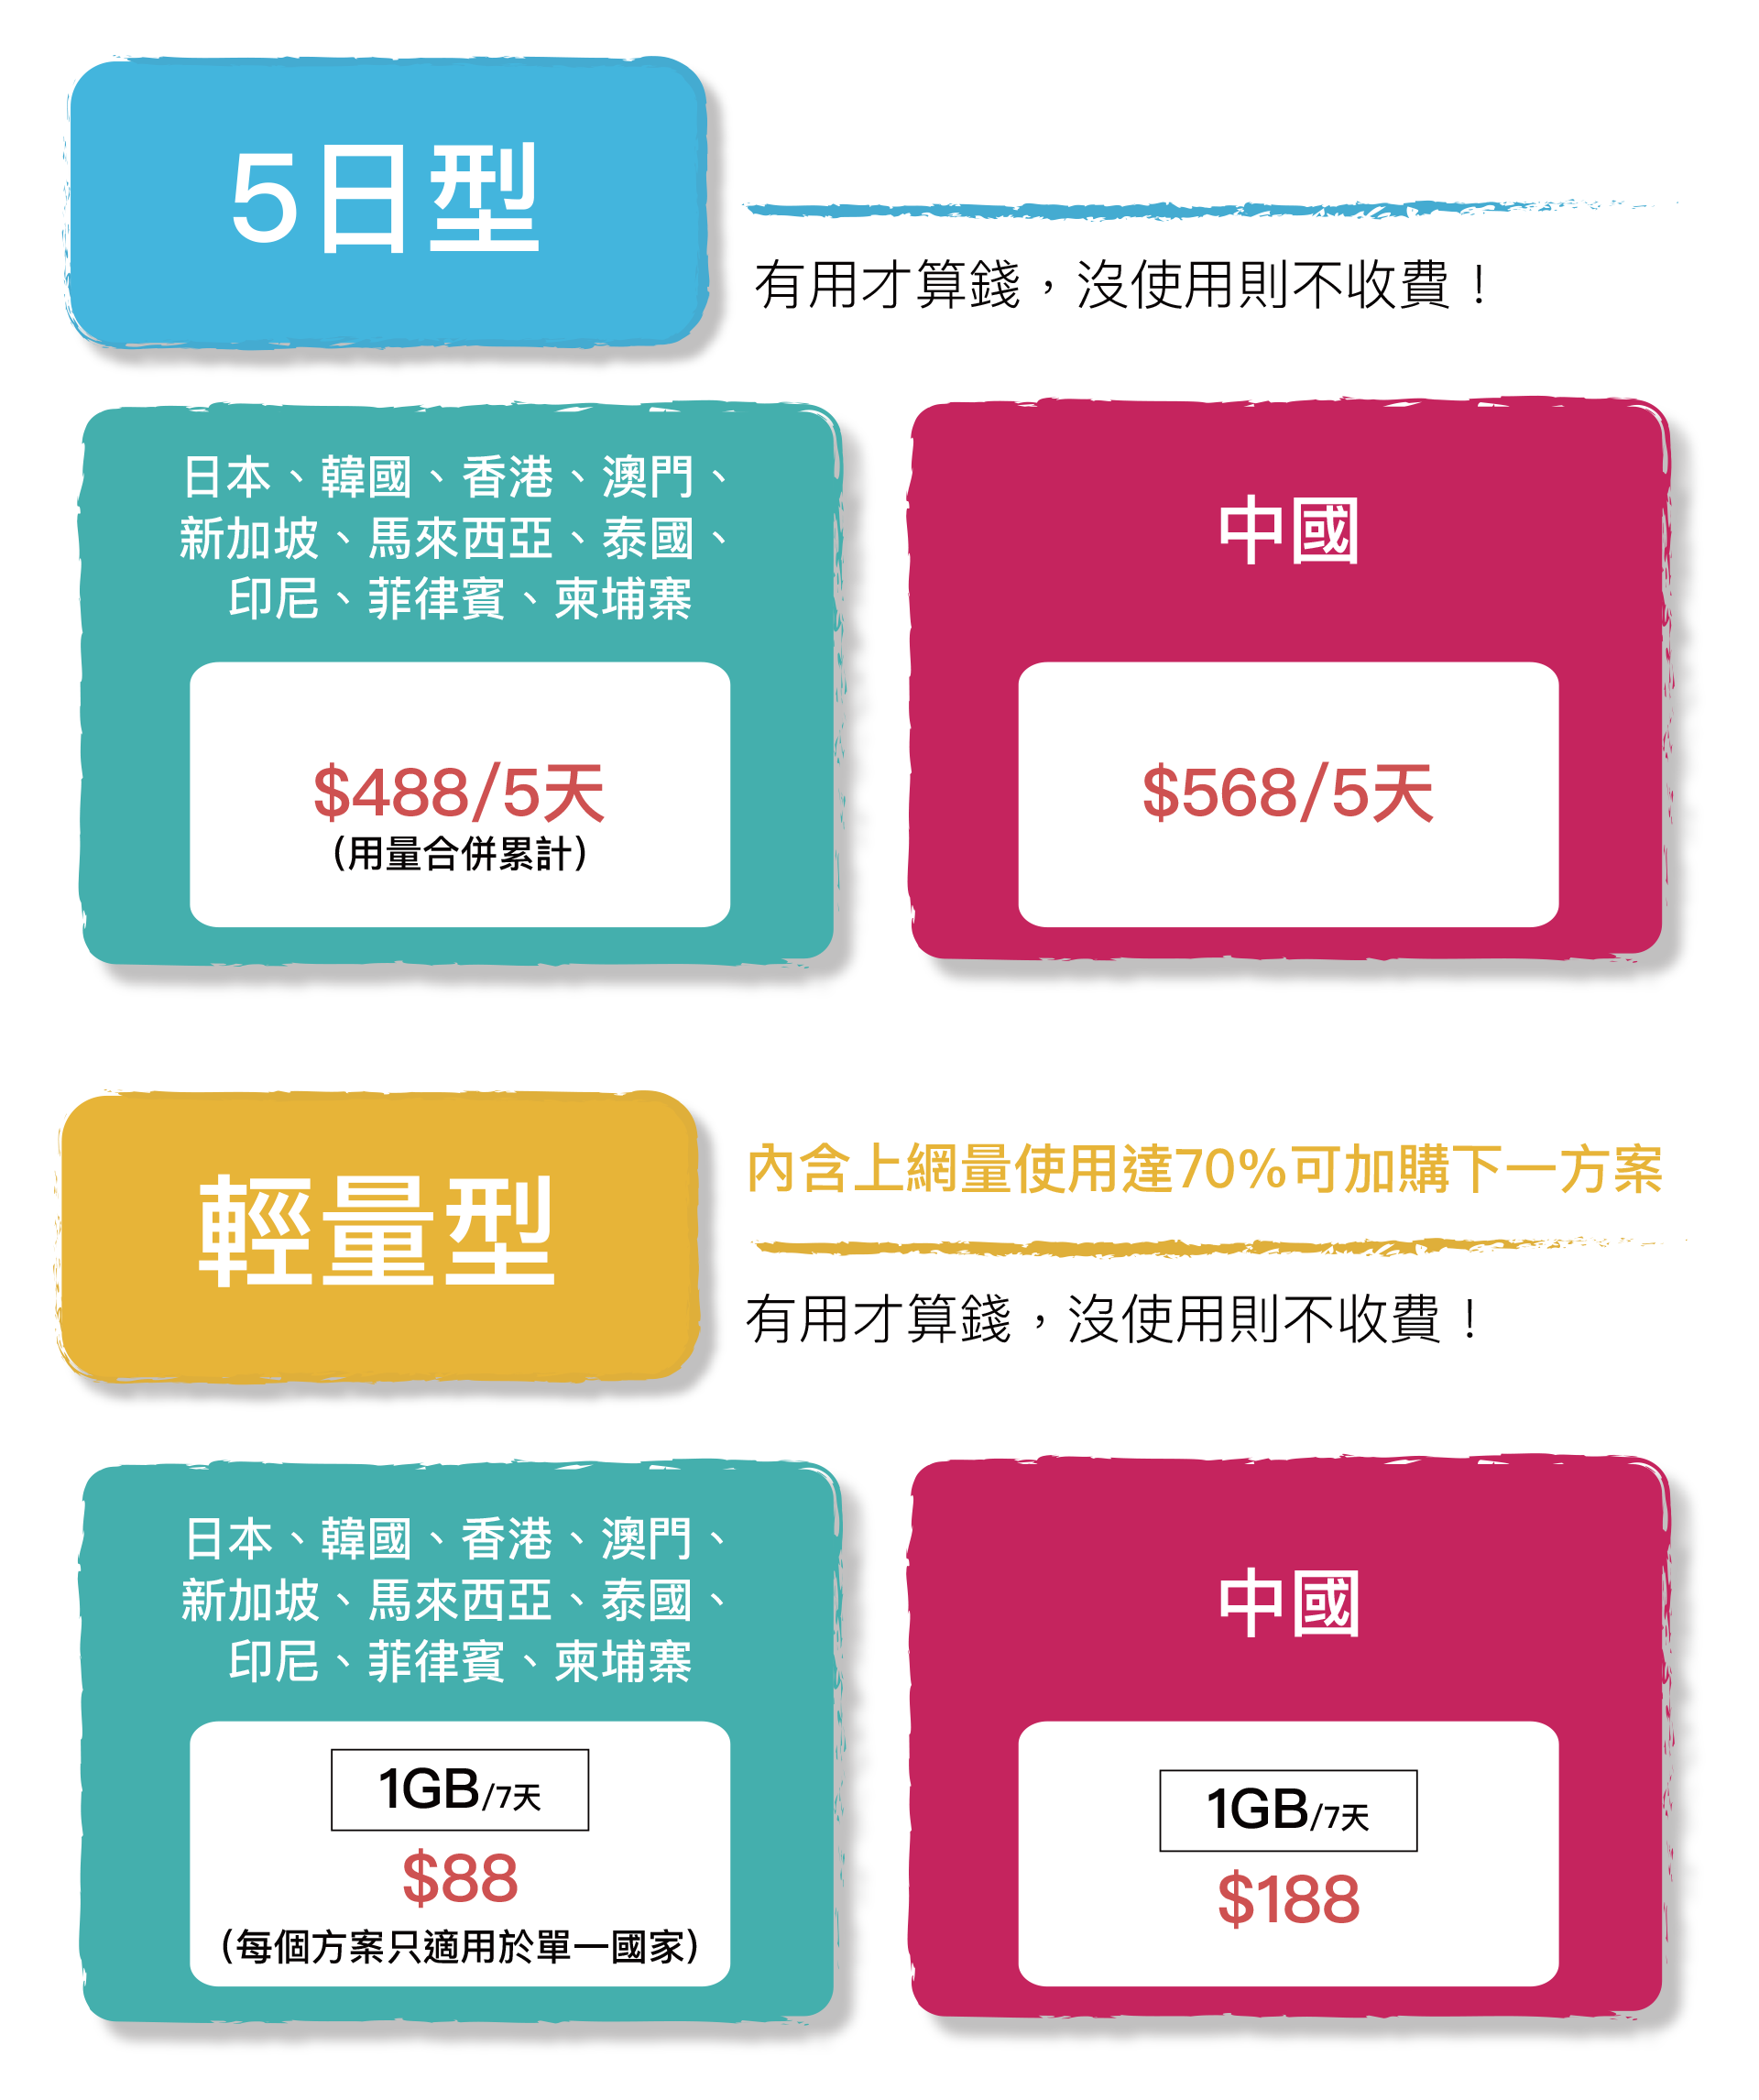 5日型
有用才算錢，沒使用則不收費！
日本、韓國、香港、澳門、
新加坡、馬來西亞、泰國、
印尼、菲律賓、柬埔寨
$488/5天
（用量合併累計）
中國
$568/5天
輕量型
內含上網量使用達70%可加購下一方案
有用才算錢，沒使用則不收費！
日本、韓國、香港、澳門、
新加坡、馬來西亞、泰國、
印尼、菲律賓、柬埔寨
1GB/7天
$88
（每個方案只適用於單一國家）
中國
1GB/7天
$188